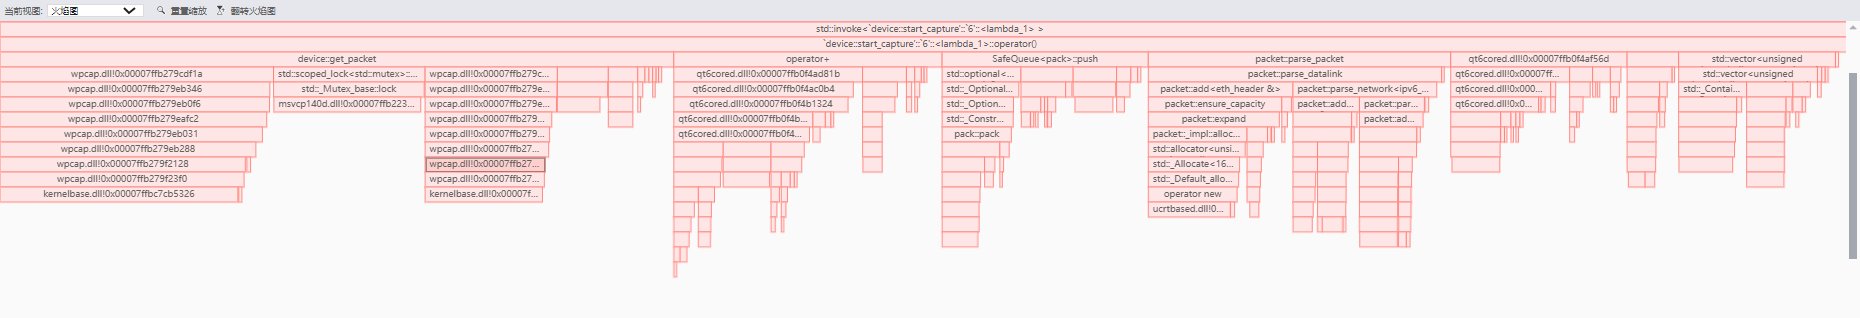 当前视图: 火焰图 重置缩放 翻转火焰图
std::invoke<`device::start_capture'::`6'::<lambda_1> >
`device::start_capture'::`6'::<lambda_1>::operator()
device::get_packet operator+ SafeQueue<pack>::push packet::parse_packet qt6cored.dll!0x00007ffb0f4af56d std::vector<unsigned
wpcap.dll!0x00007ffb279cdf1a std::scoped_lock<std::mutex>::... wpcap.dll!0x00007ffb279c... qt6cored.dll!0x00007ffb0f4ad81b std::optional<... packet::parse_datalink qt6cored.dll!0x00007ff... std::vector<unsigned
wpcap.dll!0x00007ffb279eb346 std::_Mutex_base::lock wpcap.dll!0x00007ffb279e... qt6cored.dll!0x00007ffb0f4ac0b4 std::_Optional... packet::add<eth_header &> packet::parse_network<ipv6_... qt6cored.dll!0x000... std::_Contai...
wpcap.dll!0x00007ffb279eb0f6 msvcp140d.dll!0x00007ffb223... wpcap.dll!0x00007ffb279e... qt6cored.dll!0x00007ffb0f4b1324 std::_Option... packet::ensure_capacity packet::add... packet::par... qt6cored.dll!0x0...
wpcap.dll!0x00007ffb279eafc2 wpcap.dll!0x00007ffb279... qt6cored.dll!0x00007ffb0f4b... std::_Constr... packet::expand packet::ad...
wpcap.dll!0x00007ffb279eb031 wpcap.dll!0x00007ffb279... qt6cored.dll!0x00007ffb0f4... pack::pack packet::_impl::alloc...
wpcap.dll!0x00007ffb279eb288 wpcap.dll!0x00007ffb27... std::allocator<unsi...
wpcap.dll!0x00007ffb279f2128 wpcap.dll!0x00007ffb27... std::_Allocate<16...
wpcap.dll!0x00007ffb279f23f0 wpcap.dll!0x00007ffb27... std::_Default_allo...
kernelbase.dll!0x00007ffbc7cb5326 kernelbase.dll!0x00007f... operator new
ucrtbased.dll!0...